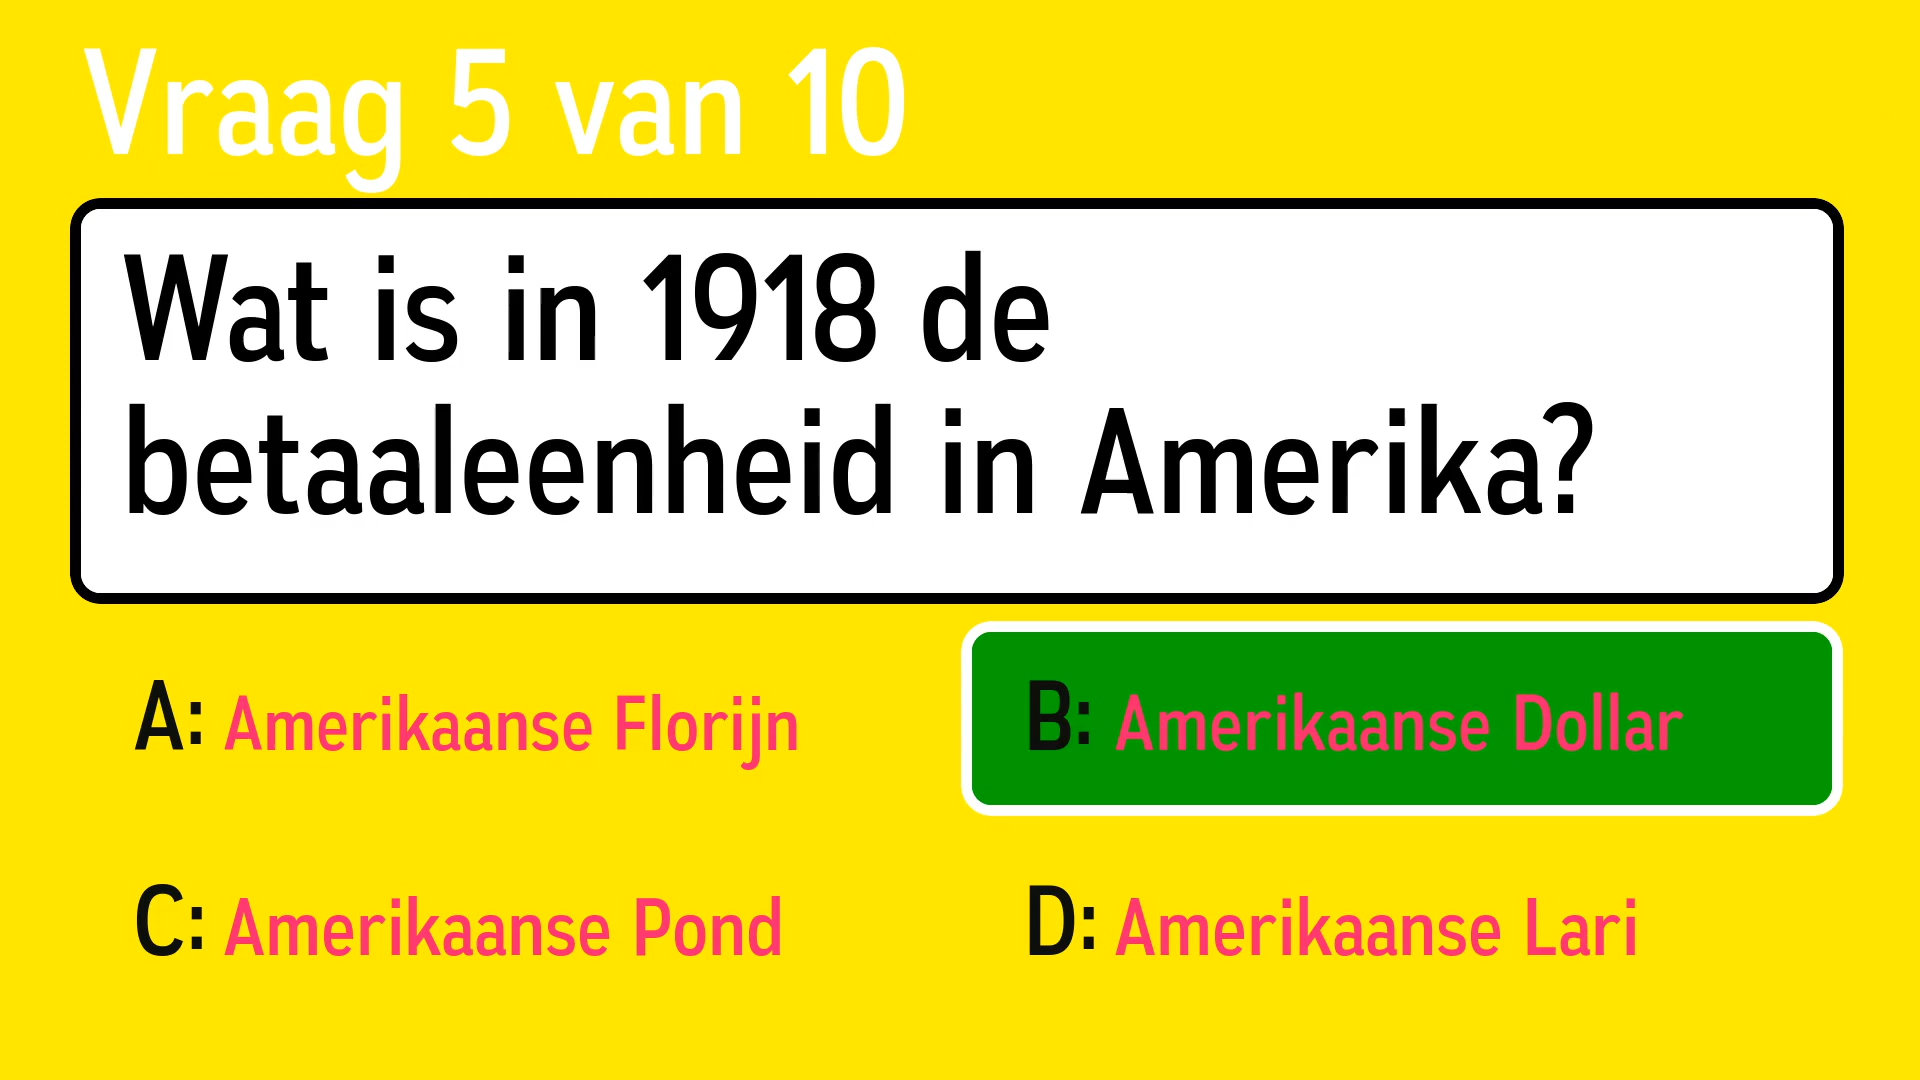 Vraag 5 van 10
Wat is in 1918 de
betaaleenheid in Amerika?
A: Amerikaanse Florijn
B: Amerikaanse Dollar
C: Amerikaanse Pond
D: Amerikaanse Lari